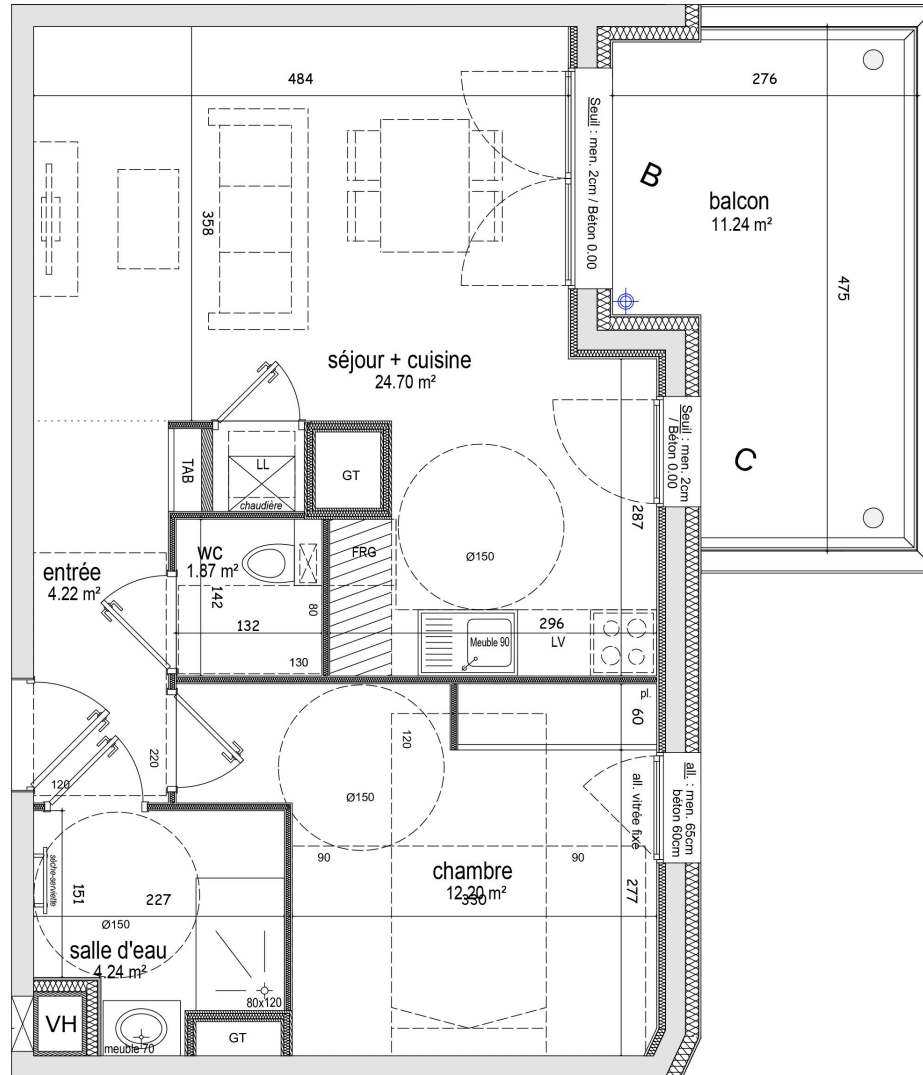 484
276
Seuil : men. 2cm / Béton 0.00
B
balcon
11.24 m²
358
475
séjour + cuisine
24.70 m²
Seuil : men. 2cm
/ Béton 0.00
C
TAB
LL
chaudière
GT
287
wc
1.87 m²
FRG
Ø150
entrée
4.22 m²
142
80
132
296
Meuble 90
LV
130
pl.
60
220
120
120
Ø150
all. vitrée fixe
all. : men. 65cm
béton 60cm
90
90
chambre
12.20 m²
330
277
sèche-serviette
151
227
Ø150
salle d'eau
4.24 m²
80x120
VH
meuble 70
GT